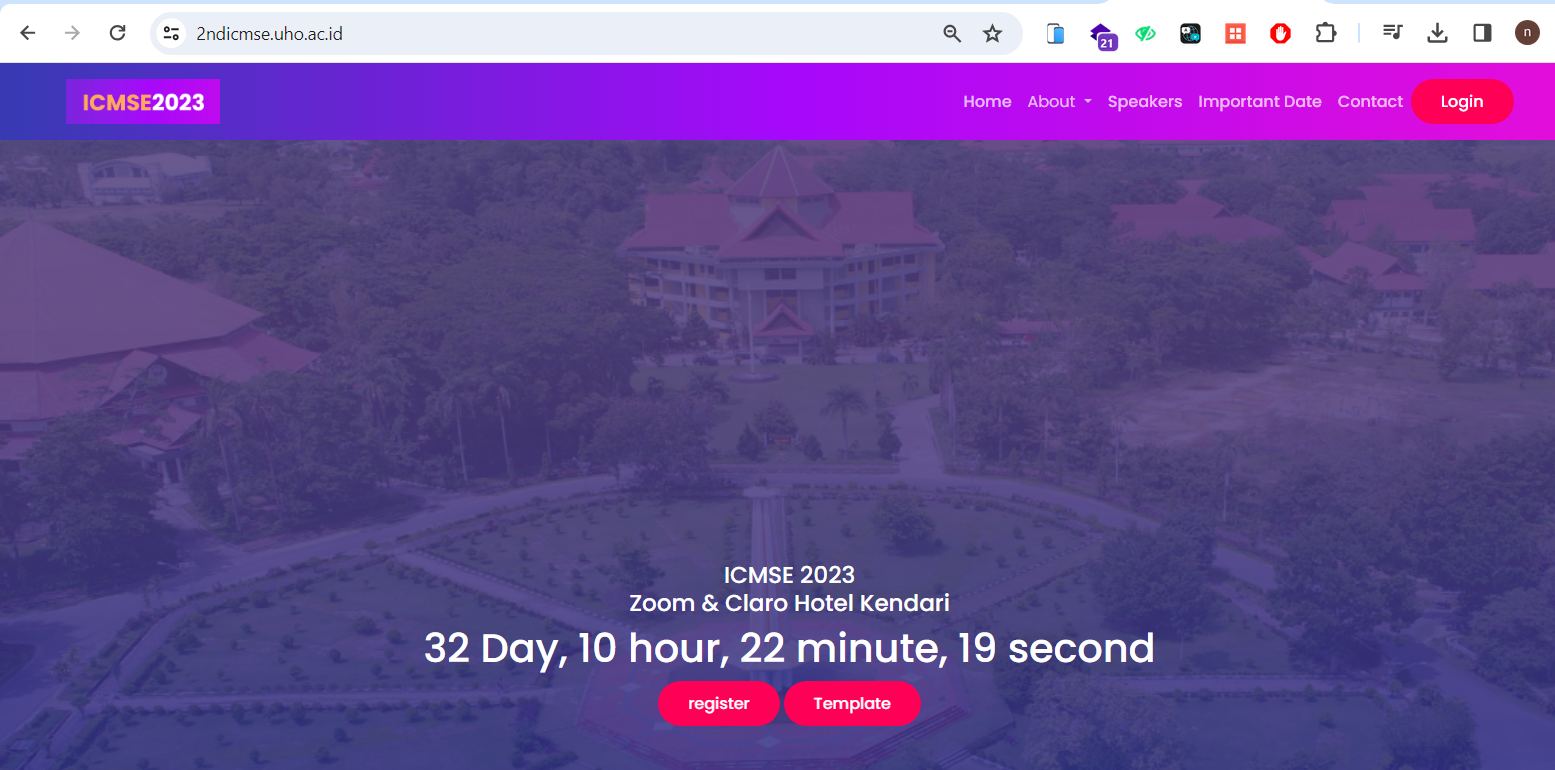 2ndicmse.uho.ac.id
21
n
ICMSE2023
Home About Speakers Important Date Contact Login
ICMSE 2023
Zoom & Claro Hotel Kendari
32 Day, 10 hour, 22 minute, 19 second
register Template